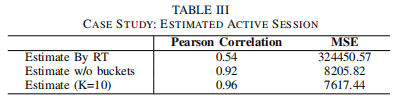 TABLE III
CASE STUDY: ESTIMATED ACTIVE SESSION
Pearson Correlation MSE
Estimate By RT 0.54 324450.57
Estimate w/o buckets 0.92 8205.82
Estimate (K=10) 0.96 7617.44